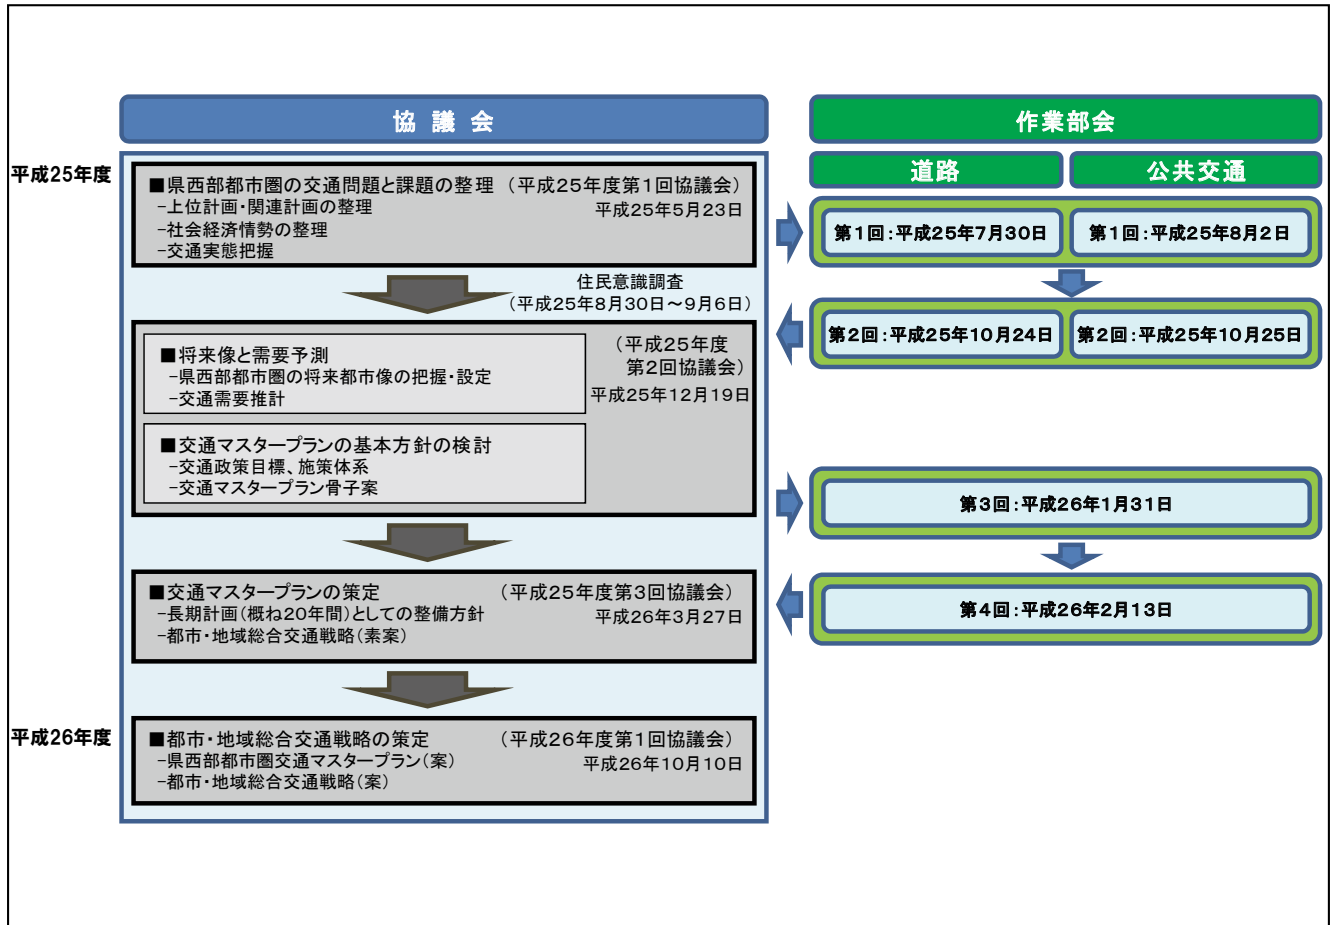 協議会
作業部会
平成25年度
道路
公共交通
■県西部都市圏の交通問題と課題の整理（平成25年度第1回協議会）
-上位計画・関連計画の整理
平成25年5月23日
-社会経済情勢の整理
-交通実態把握
第1回：平成25年7月30日
第1回：平成25年8月2日
住民意識調査
（平成25年8月30日～9月6日）
第2回：平成25年10月24日
第2回：平成25年10月25日
■将来像と需要予測
-県西部都市圏の将来都市像の把握・設定
-交通需要推計
（平成25年度
第2回協議会）
平成25年12月19日
■交通マスタープランの基本方針の検討
-交通政策目標、施策体系
-交通マスタープラン骨子案
第3回：平成26年1月31日
■交通マスタープランの策定（平成25年度第3回協議会）
-長期計画（概ね20年間）としての整備方針
平成26年3月27日
-都市・地域総合交通戦略（素案）
第4回：平成26年2月13日
平成26年度
■都市・地域総合交通戦略の策定（平成26年度第1回協議会）
-県西部都市圏交通マスタープラン（案）
平成26年10月10日
-都市・地域総合交通戦略（案）